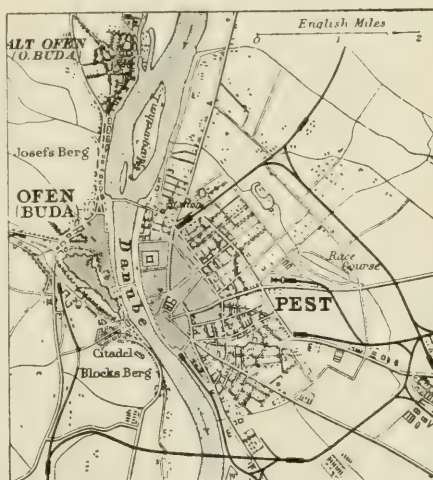 English Miles
0 1 2
ALT OFEN
(O. BUDA)
Margarethen I.
Josefs Berg
OFEN
(BUDA)
Station
Danube
Race
Course
PEST
Citadel
Blocks Berg